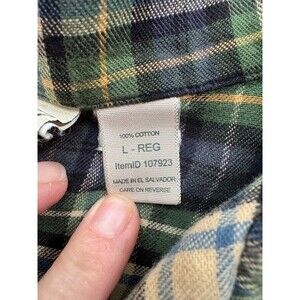 100% COTTON
L - REG
ItemID 107923
MADE IN EL SALVADOR
CARE ON REVERSE